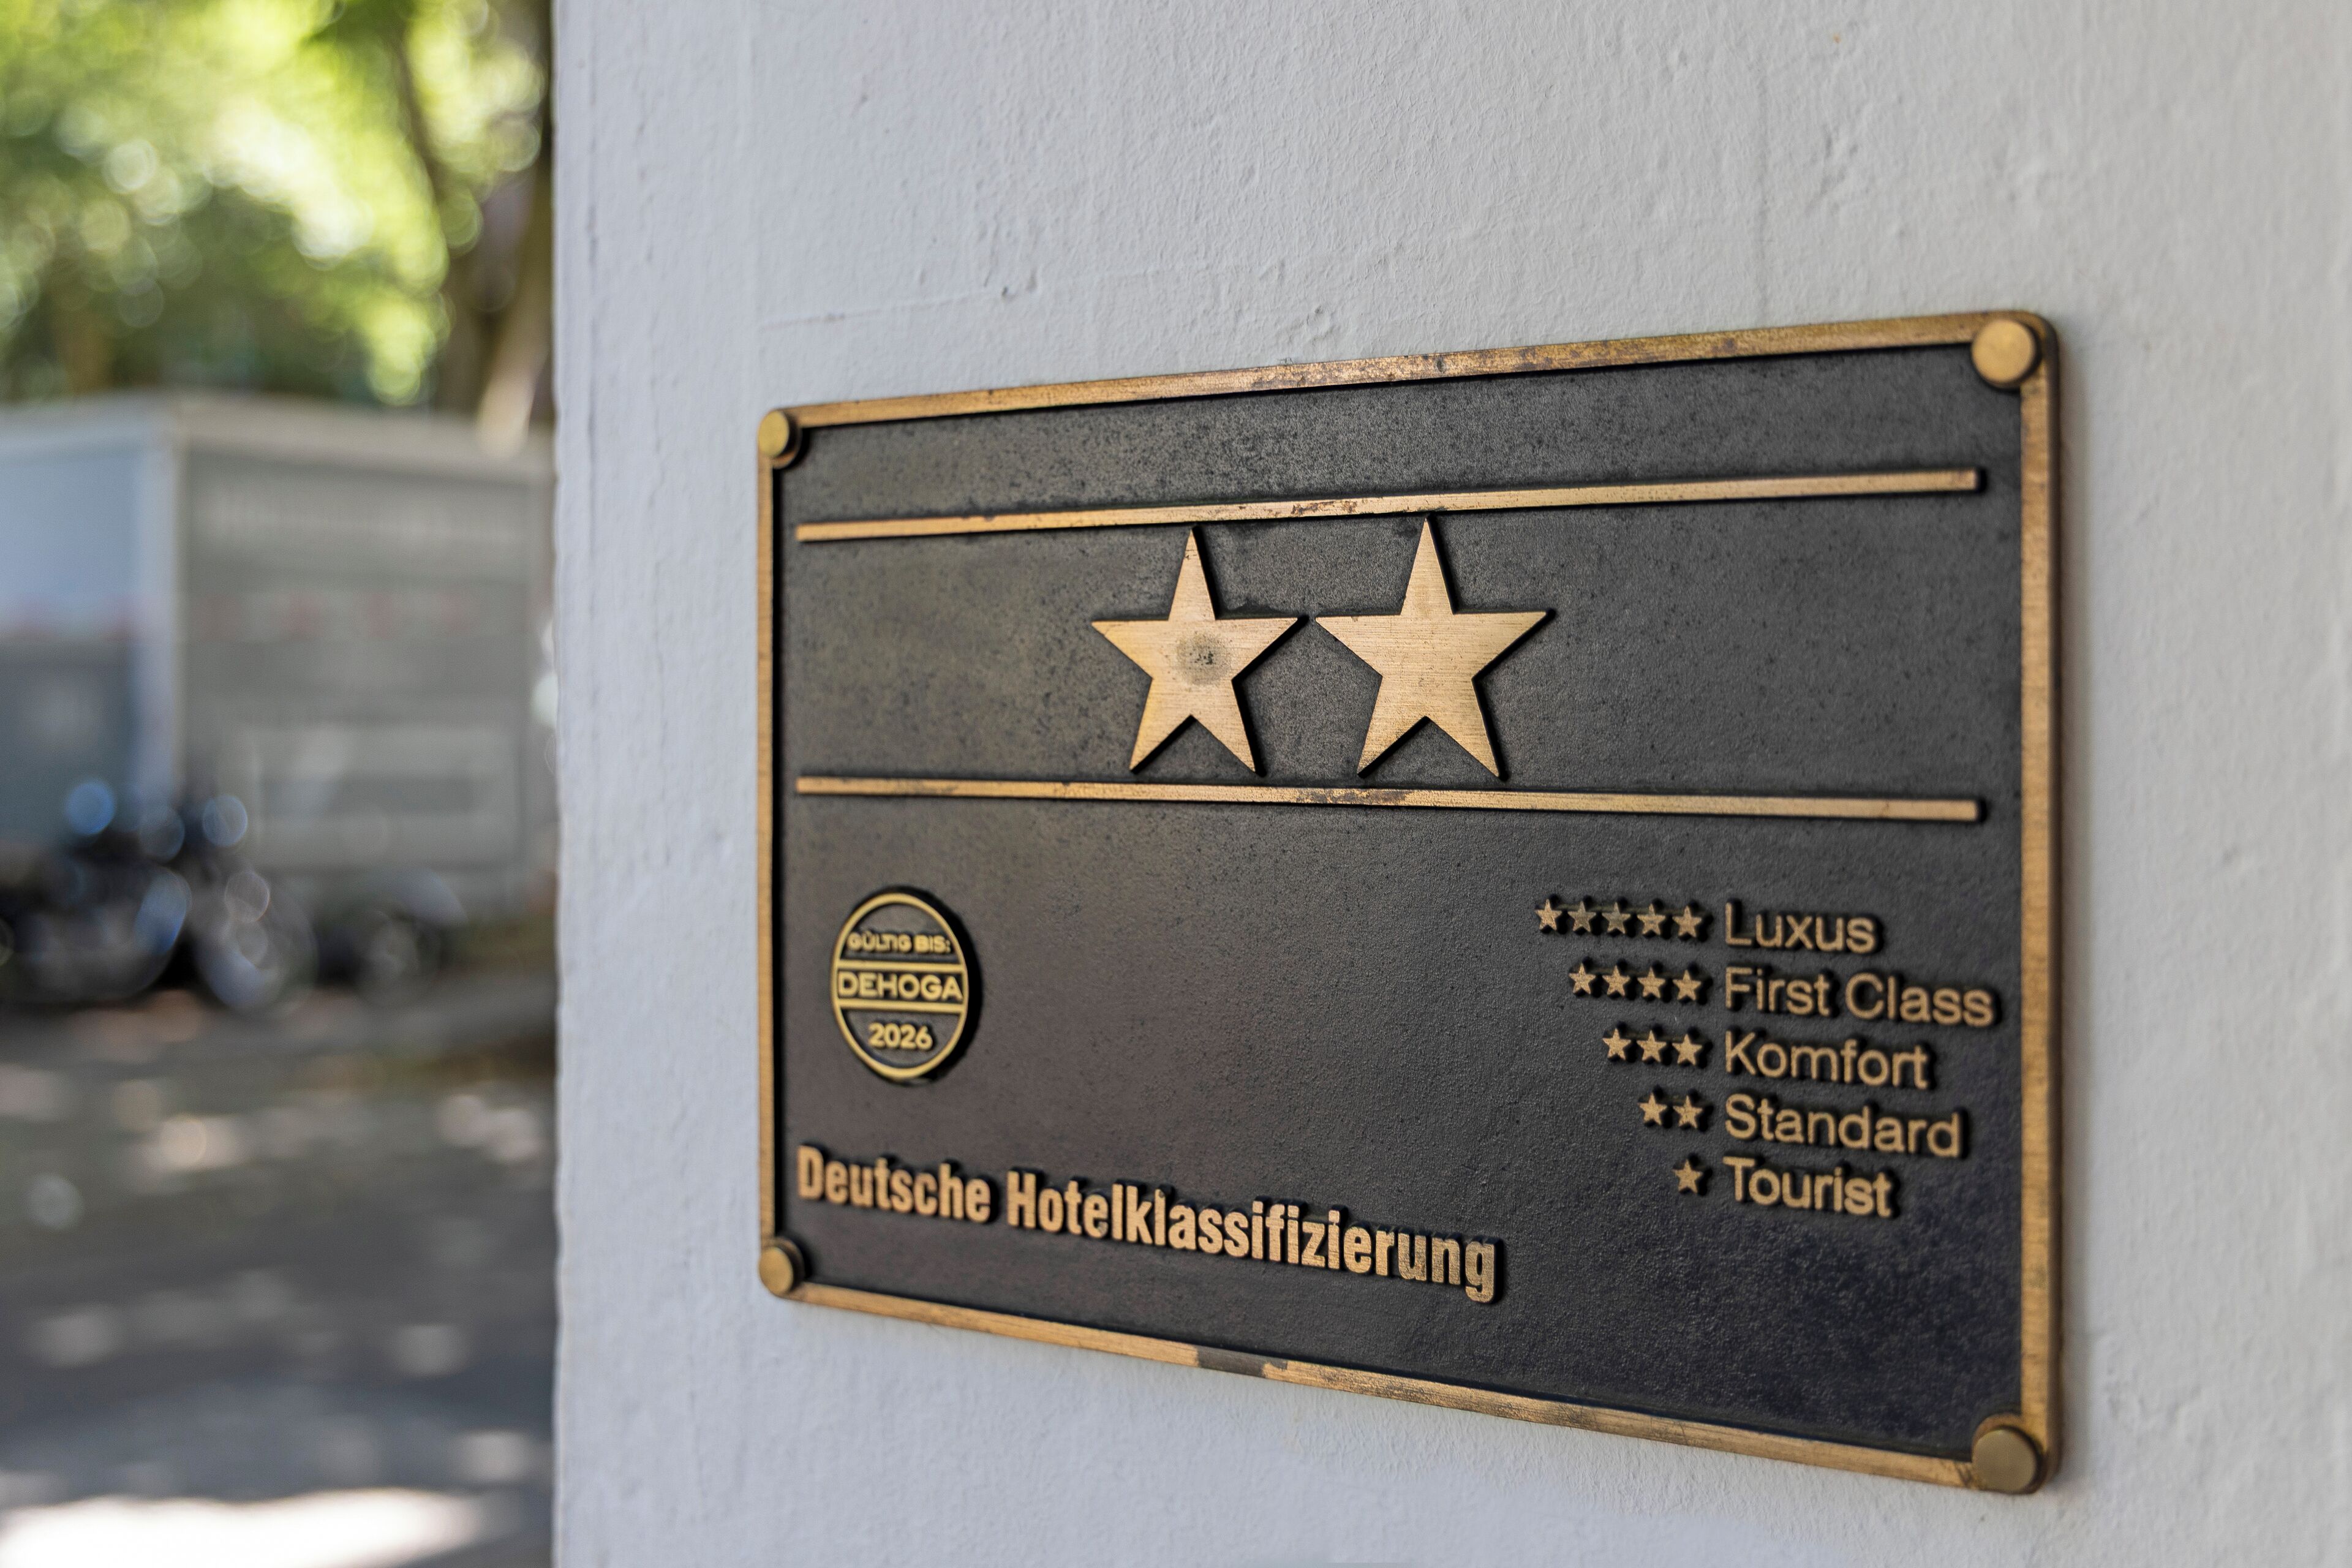 GÜLTIG BIS:
DEHOGA
2026
★★★★★ Luxus
★★★★ First Class
★★★ Komfort
★★ Standard
★ Tourist
Deutsche Hotelklassifizierung